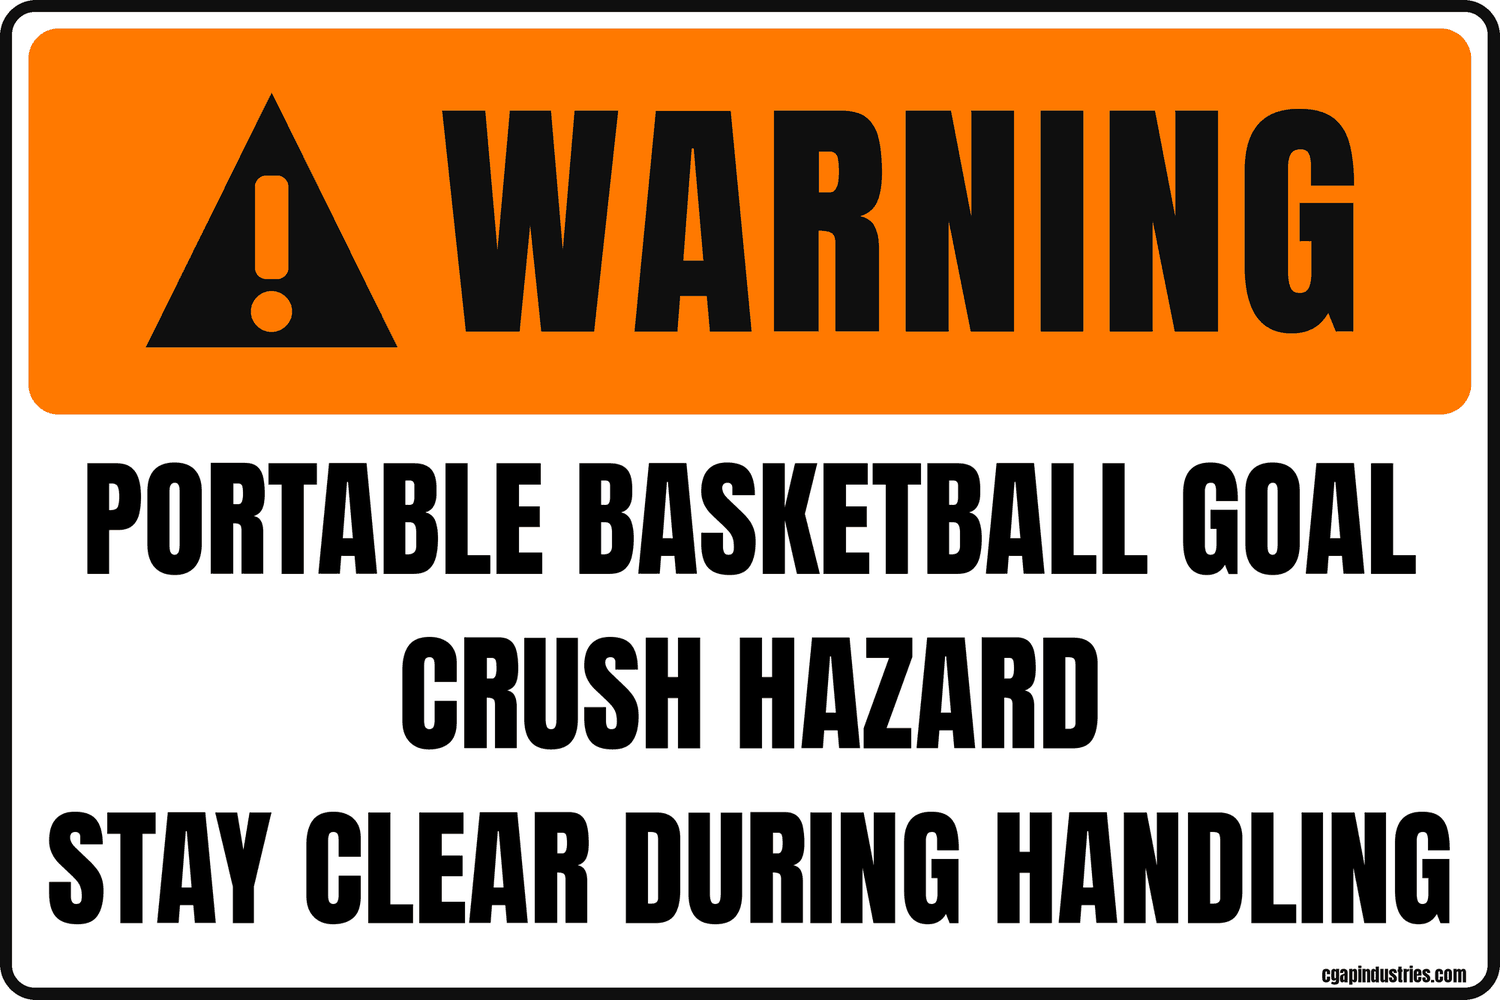 WARNING
PORTABLE BASKETBALL GOAL
CRUSH HAZARD
STAY CLEAR DURING HANDLING
cgapindustries.com